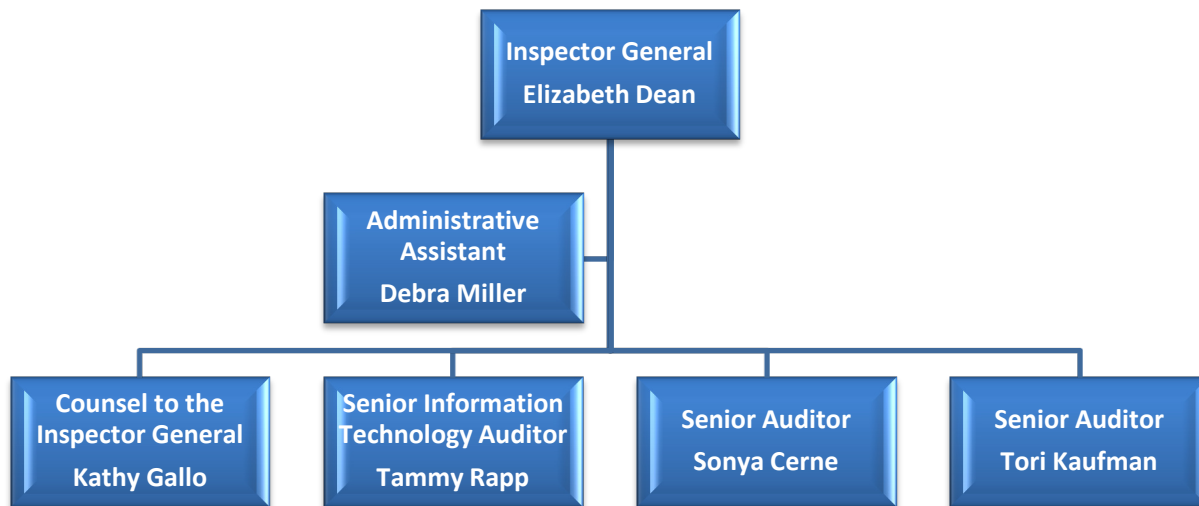 Inspector General
Elizabeth Dean
Administrative
Assistant
Debra Miller
Counsel to the
Inspector General
Kathy Gallo
Senior Information
Technology Auditor
Tammy Rapp
Senior Auditor
Sonya Cerne
Senior Auditor
Tori Kaufman